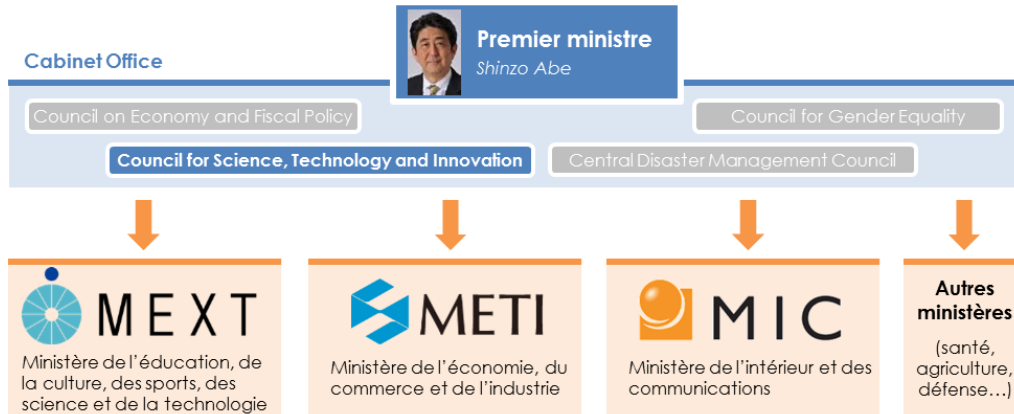 Premier ministre
Shinzo Abe
Cabinet Office
Council on Economy and Fiscal Policy
Council for Gender Equality
Council for Science, Technology and Innovation
Central Disaster Management Council
MEXT
Ministère de l'éducation, de
la culture, des sports, des
science et de la technologie
METI
Ministère de l'économie, du
commerce et de l'industrie
MIC
Ministère de l'intérieur et des
communications
Autres
ministères
(santé,
agriculture,
défense…)